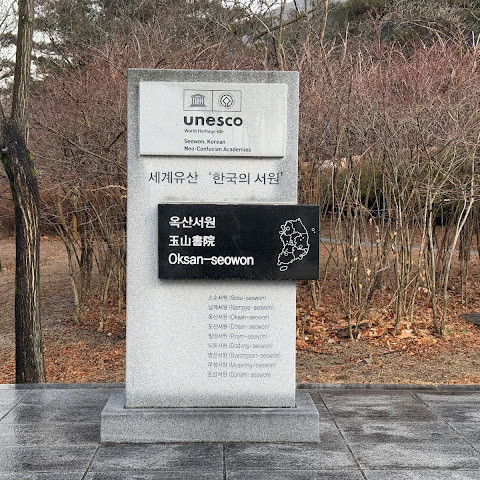 unesco
World Heritage site
Seowon, Korean
Neo-Confucian Academies
세계유산 '한국의 서원'
옥산서원
玉山書院
Oksan-seowon
소수서원 (Sosu-seowon)
남계서원 (Namgye-seowon)
옥산서원 (Oksan-seowon)
도산서원 (Dosan-seowon)
필암서원 (Piram-seowon)
도동서원 (Dodong-seowon)
병산서원 (Byeongsan-seowon)
무성서원 (Museong-seowon)
돈암서원 (Donam-seowon)